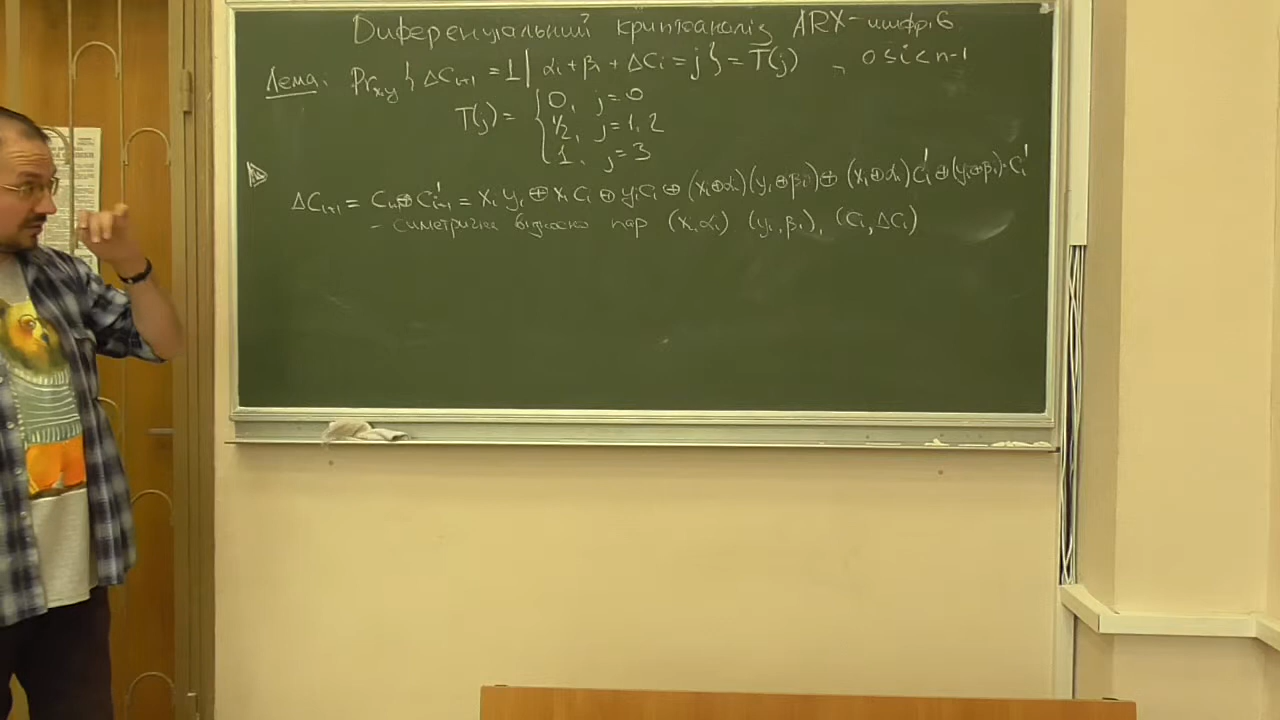 Диференціальний криптоаналіз ARX-шифрів
Лема: Pr_{x,y} { ΔC_{i+1} = 1 | α_i + β_i + ΔC_i = j } = T(j), 0 ≤ i < n-1
T(j) = { 0, j=0
1/2, j=1,2
1, j=3
▷
ΔC_{i+1} = C_{i+1} ⊕ C'_{i+1} = x_i y_i ⊕ x_i c_i ⊕ y_i c_i ⊕ (x_i⊕α_i)(y_i⊕β_i) ⊕ (x_i⊕α_i)C'_i ⊕ (y_i⊕β_i)·C'_i
- симетрична відносно пар (x_i, α_i) (y_i, β_i), (C_i, ΔC_i)